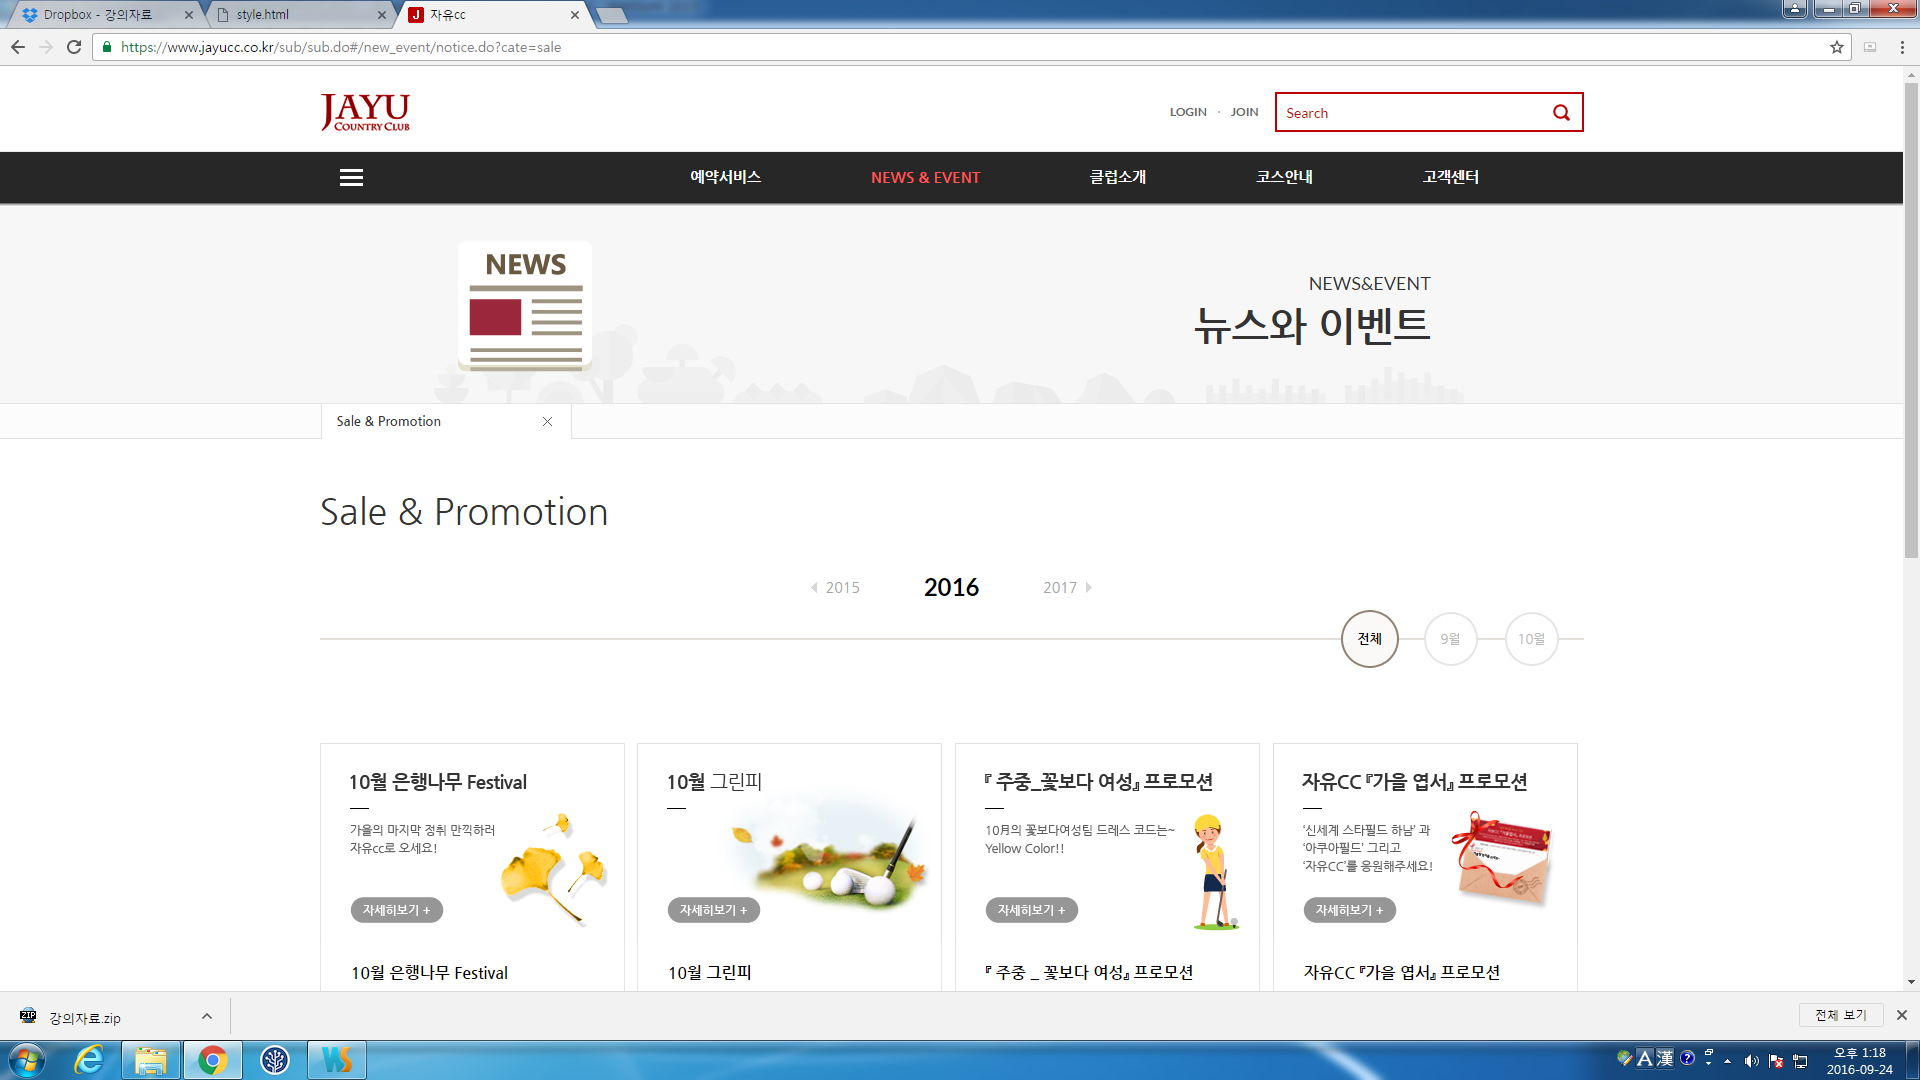 Dropbox - 강의자료
style.html
자유cc
https://www.jayucc.co.kr/sub/sub.do#/new_event/notice.do?cate=sale
JAYU
COUNTRY CLUB
LOGIN · JOIN
Search
예약서비스
NEWS & EVENT
클럽소개
코스안내
고객센터
NEWS
NEWS&EVENT
뉴스와 이벤트
Sale & Promotion
Sale & Promotion
2015
2016
2017
전체
9월
10월
10월 은행나무 Festival
가을의 마지막 정취 만끽하러
자유cc로 오세요!
자세히보기 +
10월 은행나무 Festival
10월 그린피
자세히보기 +
10월 그린피
『 주중_꽃보다 여성』 프로모션
10月의 꽃보다여성팀 드레스 코드는~
Yellow Color!!
자세히보기 +
『 주중 _ 꽃보다 여성』 프로모션
자유CC 『가을 엽서』 프로모션
‘신세계 스타필드 하남’ 과
‘아쿠아필드’ 그리고
‘자유CC’를 응원해주세요!
자세히보기 +
자유CC 『가을 엽서』 프로모션
ZIP
강의자료.zip
전체 보기
WS
A 漢
오후 1:18
2016-09-24